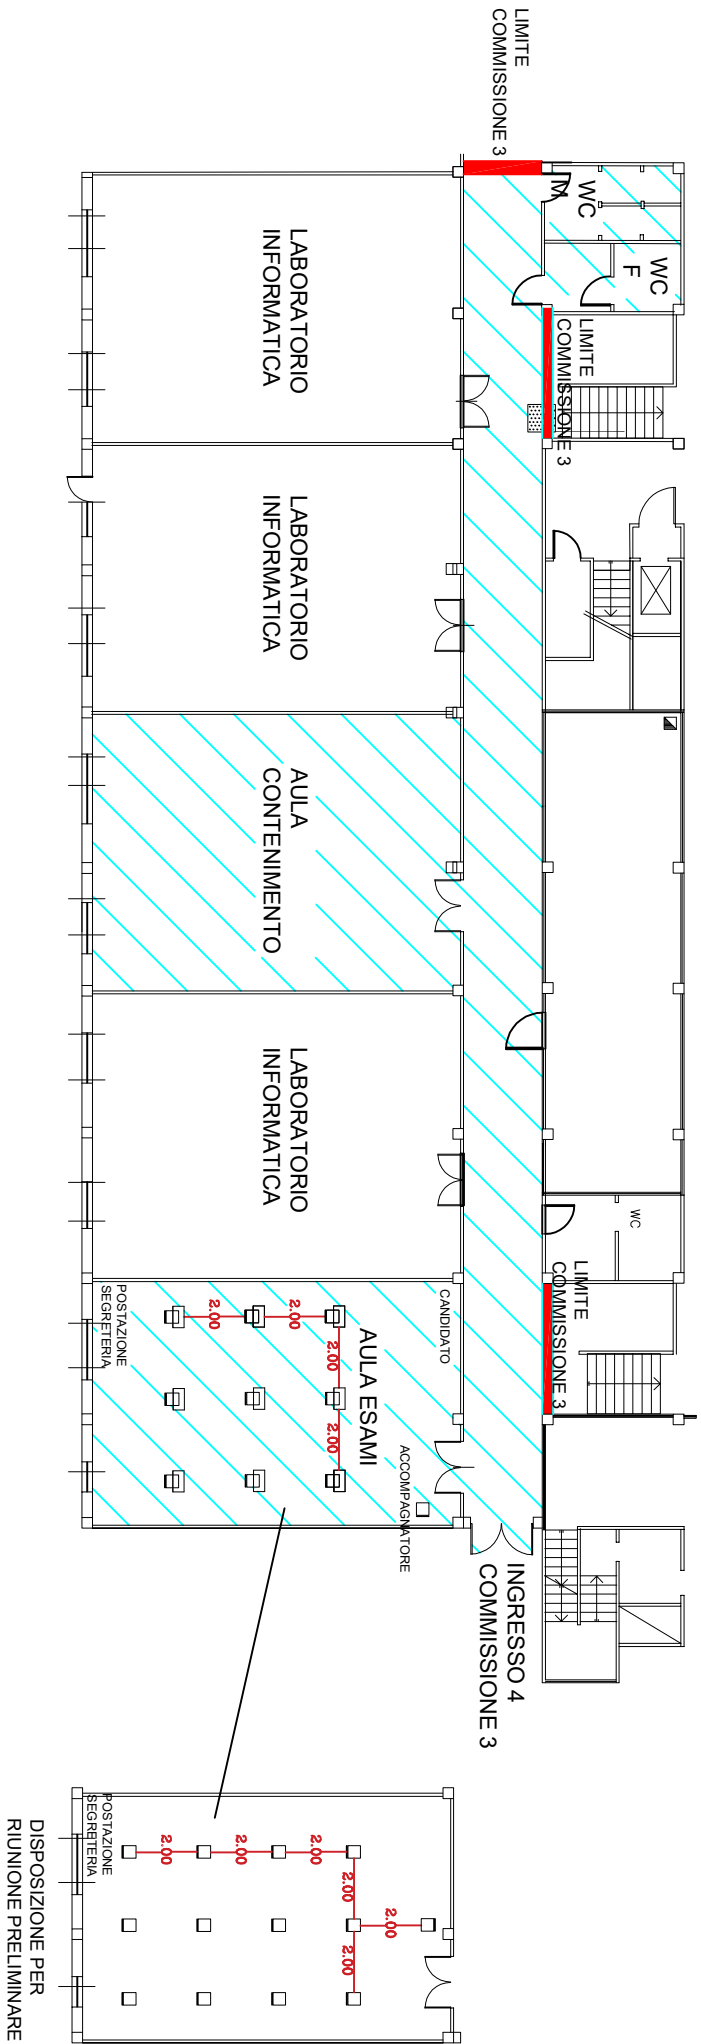 LIMITE
COMMISSIONE 3
WC
M
WC
F
LIMITE
COMMISSIONE 3
LABORATORIO
INFORMATICA
LABORATORIO
INFORMATICA
AULA
CONTENIMENTO
LABORATORIO
INFORMATICA
WC
LIMITE
COMMISSIONE 3
POSTAZIONE
SEGRETERIA
CANDIDATO
AULA ESAMI
2.00
2.00
2.00
2.00
ACCOMPAGNATORE
INGRESSO 4
COMMISSIONE 3
POSTAZIONE
SEGRETERIA
2.00
2.00
2.00
2.00
2.00
2.00
DISPOSIZIONE PER
RIUNIONE PRELIMINARE